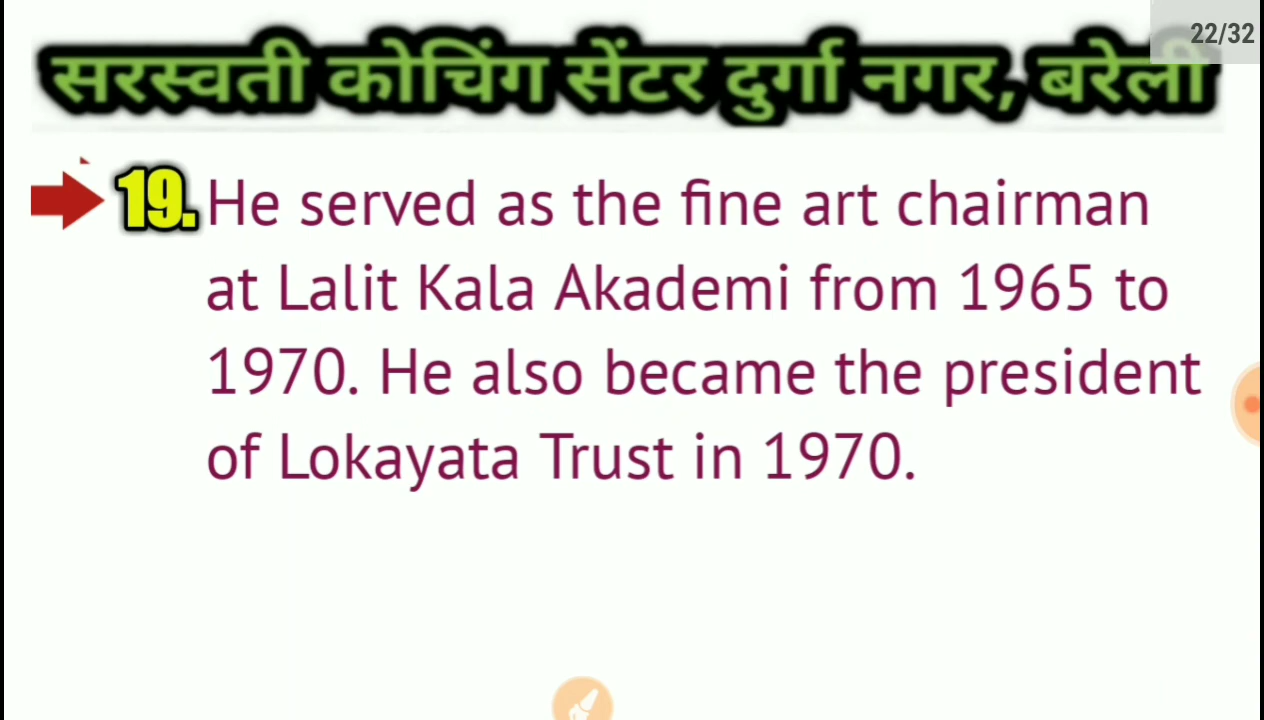 22/32
सरस्वती कोचिंग सेंटर दुर्गा नगर, बरेली
19. He served as the fine art chairman
at Lalit Kala Akademi from 1965 to
1970. He also became the president
of Lokayata Trust in 1970.